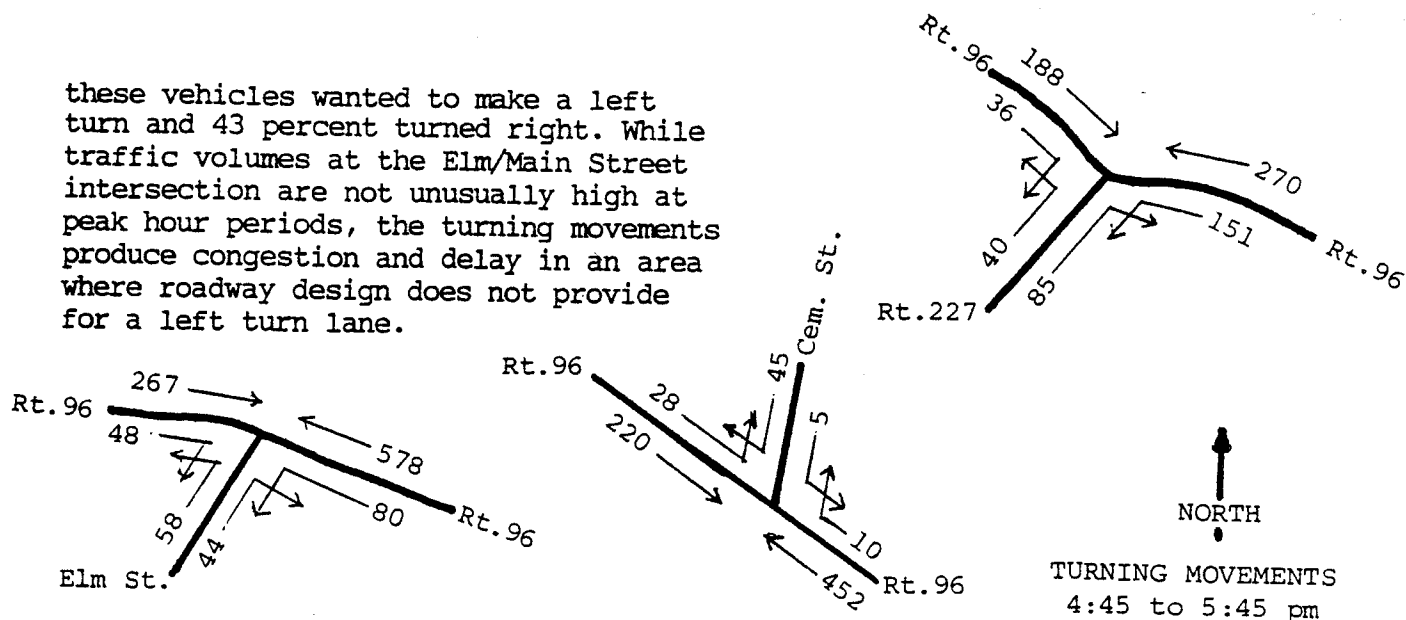 these vehicles wanted to make a left
turn and 43 percent turned right. While
traffic volumes at the Elm/Main Street
intersection are not unusually high at
peak hour periods, the turning movements
produce congestion and delay in an area
where roadway design does not provide
for a left turn lane.
Rt.96
188
36
270
151
Rt.96
40
85
Rt.227
Rt.96
267
48
578
80
Rt.96
58
44
Elm St.
Rt.96
28
220
45
Cem. St.
5
10
452
Rt.96
NORTH
TURNING MOVEMENTS
4:45 to 5:45 pm